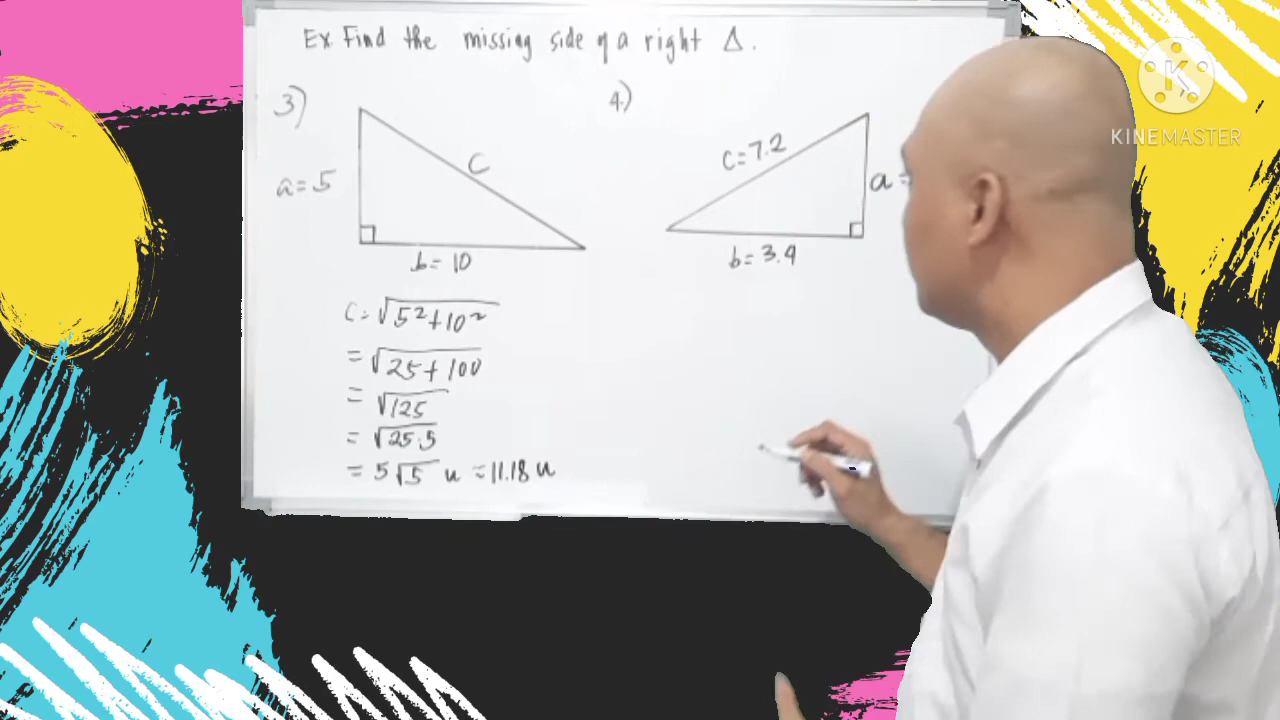 Ex Find the missing side of a right Δ.
3)
a = 5
c
b = 10
c = √5²+10²
= √25+100
= √125
= √25.5
= 5√5 u = 11.18 u
4.)
c = 7.2
a =
b = 3.9
K
KINEMASTER